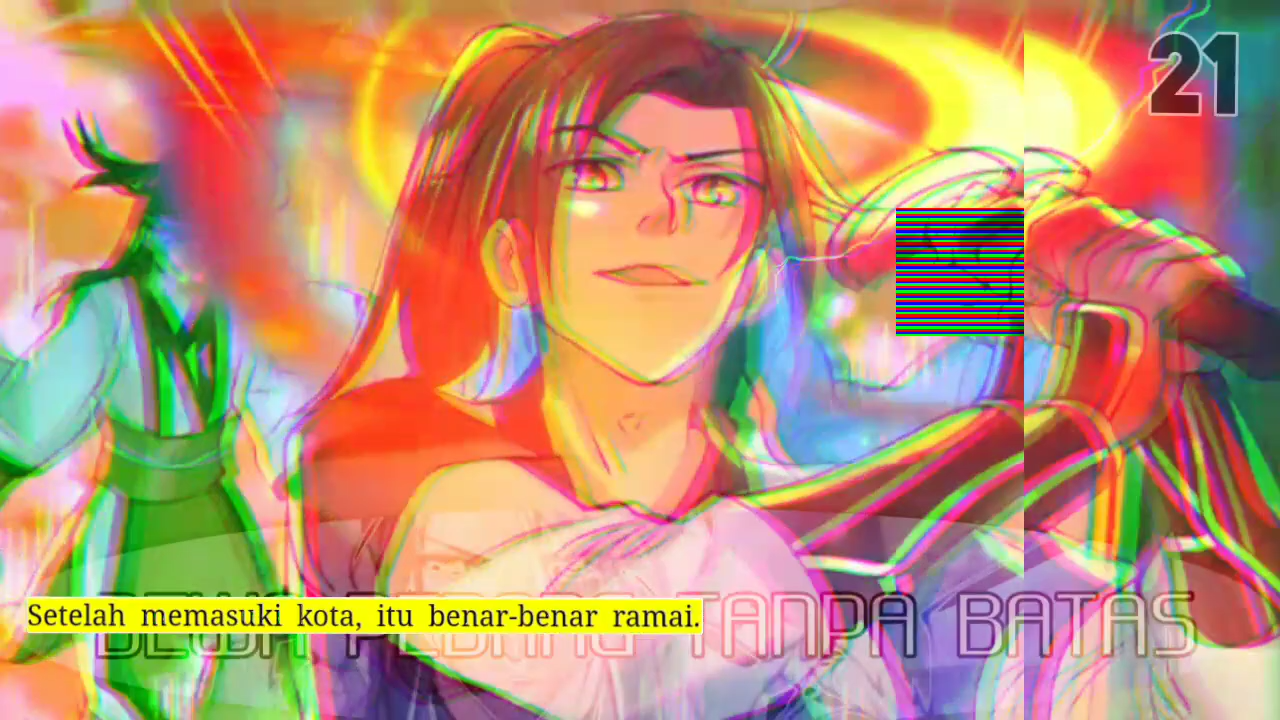 21
Setelah memasuki kota, itu benar-benar ramai.
DEWA PEDANG TANPA BATAS